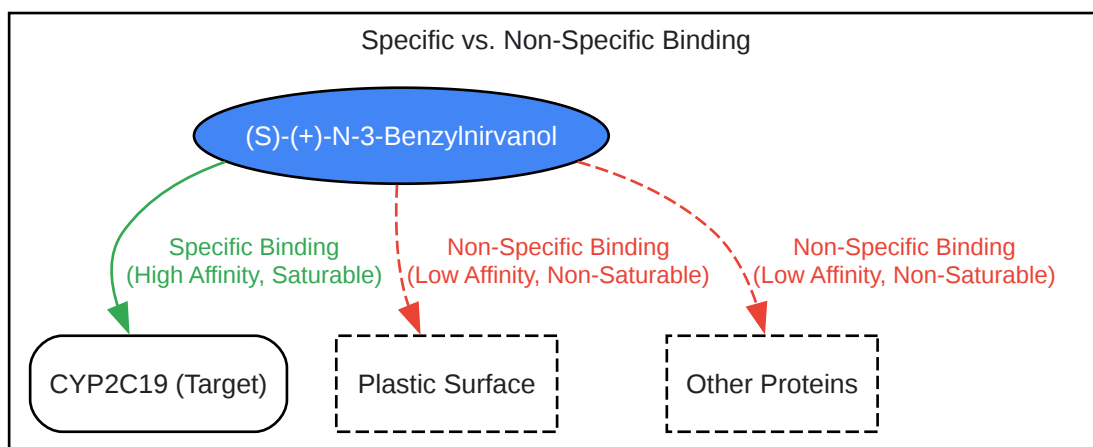 Specific vs. Non-Specific Binding
(S)-(+)-N-3-Benzylnirvanol
Specific Binding
(High Affinity, Saturable)
Non-Specific Binding
(Low Affinity, Non-Saturable)
Non-Specific Binding
(Low Affinity, Non-Saturable)
CYP2C19 (Target)
Plastic Surface
Other Proteins